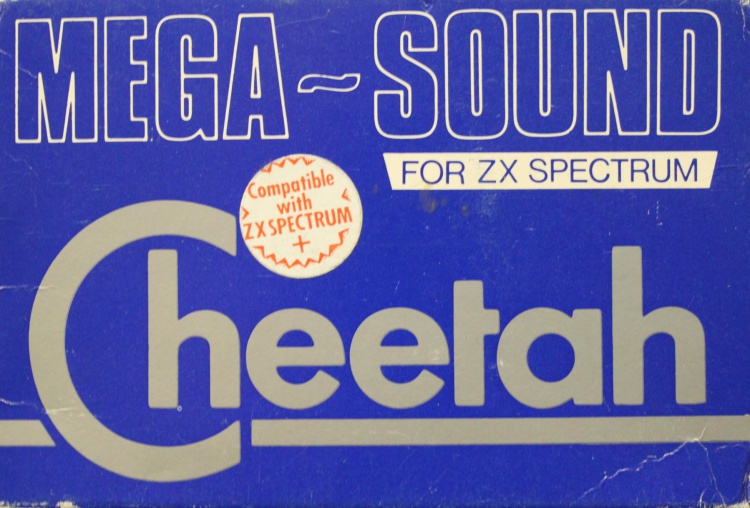 MEGA~SOUND
FOR ZX SPECTRUM
Compatible
with
ZX SPECTRUM
+
Cheetah